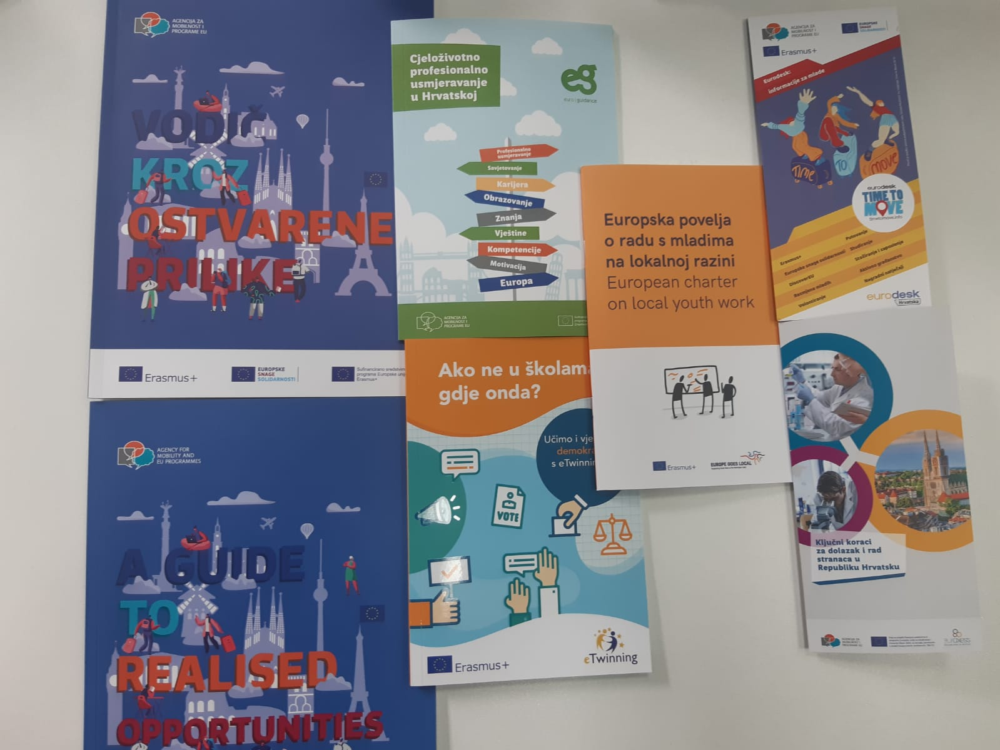 AGENCIJA ZA
MOBILNOST I
PROGRAME EU
VODIČ
KROZ
OSTVARENE
PRILIKE
Erasmus+
EUROPSKE
SNAGE
SOLIDARNOSTI
Sufinancirano sredstvima
programa Europske unije
Erasmus+
AGENCY FOR
MOBILITY AND
EU PROGRAMMES
A GUIDE
TO
REALISED
OPPORTUNITIES
Cjeloživotno
profesionalno
usmjeravanje
u Hrvatskoj
eg
euro|guidance
Profesionalno
usmjeravanje
Savjetovanje
Karijera
Obrazovanje
Znanja
Vještine
Kompetencije
Motivacija
Europa
AGENCIJA ZA
MOBILNOST I
PROGRAME EU
Ako ne u školama
gdje onda?
Učimo i vje
demokra
s eTwinnin
VOTE
Erasmus+
eTwinning
Europska povelja
o radu s mladima
na lokalnoj razini
European charter
on local youth work
Erasmus+
EUROPE GOES LOCAL
AGENCIJA ZA
MOBILNOST I
PROGRAME EU
EUROPSKE
SNAGE
SOLIDARNOSTI
Erasmus+
Eurodesk:
informacije za mlade
TIME TO MOVE
eurodesk
TIME TO
MOVE
timetomove.info
Erasmus+
Europske snage solidarnosti
DiscoverEU
Razmjene mladih
Volontiranje
Putovanje
Studiranje
Stažiranje i zaposlenje
Aktivno građanstvo
Nagradni natječaji
eurodesk
Hrvatska
Ključni koraci
za dolazak i rad
stranaca u
Republiku Hrvatsku
AGENCIJA ZA
MOBILNOST I
PROGRAME EU
EURAXESS